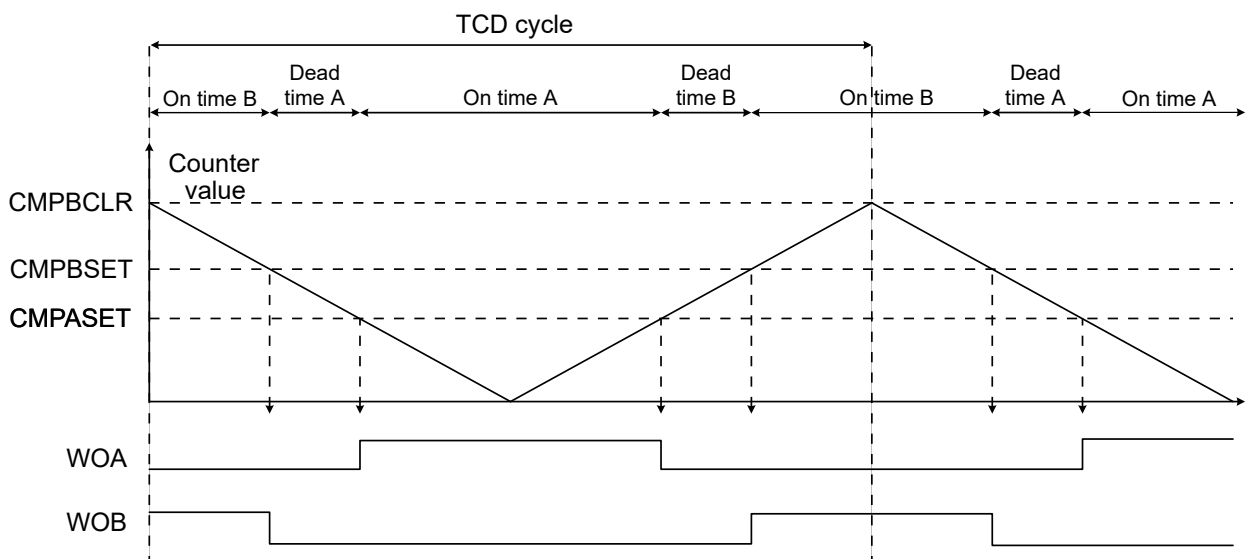 TCD cycle
Dead
time A
Dead
time B
Dead
time A
On time B
On time A
On time B
On time A
Counter
value
CMPBCLR
CMPBSET
CMPASET
WOA
WOB